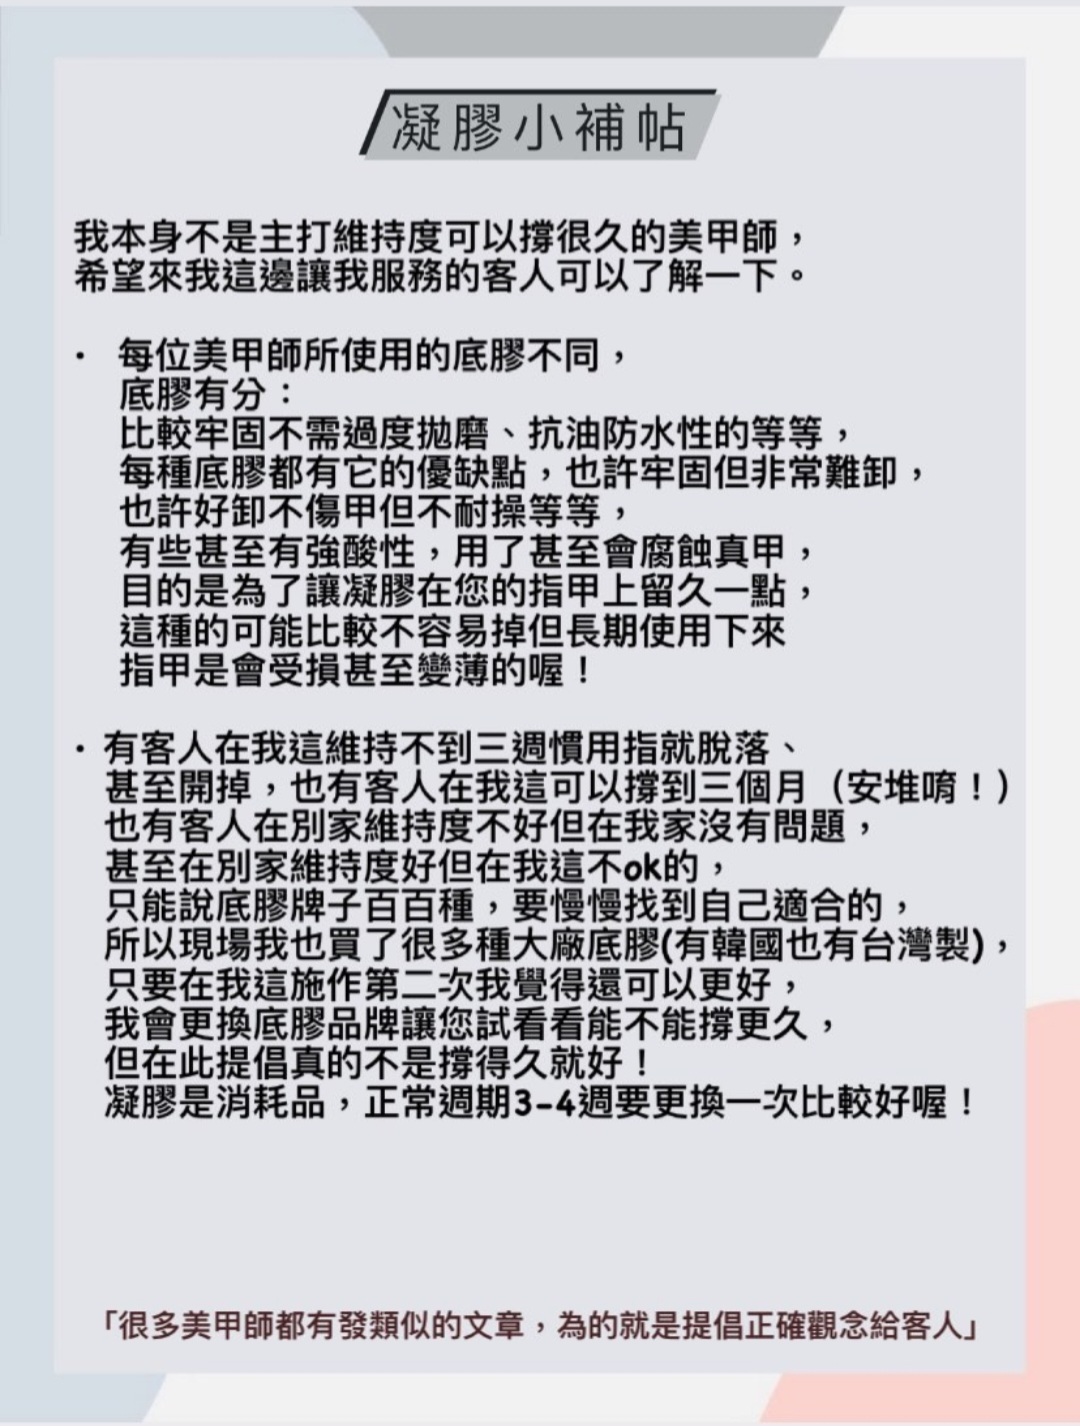 凝膠小補帖
我本身不是主打維持度可以撐很久的美甲師，
希望來我這邊讓我服務的客人可以了解一下。
· 每位美甲師所使用的底膠不同，
底膠有分：
比較牢固不需過度拋磨、抗油防水性的等等，
每種底膠都有它的優缺點，也許牢固但非常難卸，
也許好卸不傷甲但不耐操等等，
有些甚至有強酸性，用了甚至會腐蝕真甲，
目的是為了讓凝膠在您的指甲上留久一點，
這種的可能比較不容易掉但長期使用下來
指甲是會受損甚至變薄的喔！
· 有客人在我這維持不到三週慣用指就脫落、
甚至開掉，也有客人在我這可以撐到三個月（安堆唷！）
也有客人在別家維持度不好但在我家沒有問題，
甚至在別家維持度好但在我這不ok的，
只能說底膠牌子百百種，要慢慢找到自己適合的，
所以現場我也買了很多種大廠底膠(有韓國也有台灣製)，
只要在我這施作第二次我覺得還可以更好，
我會更換底膠品牌讓您試看看能不能撐更久，
但在此提倡真的不是撐得久就好！
凝膠是消耗品，正常週期3-4週要更換一次比較好喔！
「很多美甲師都有發類似的文章，為的就是提倡正確觀念給客人」